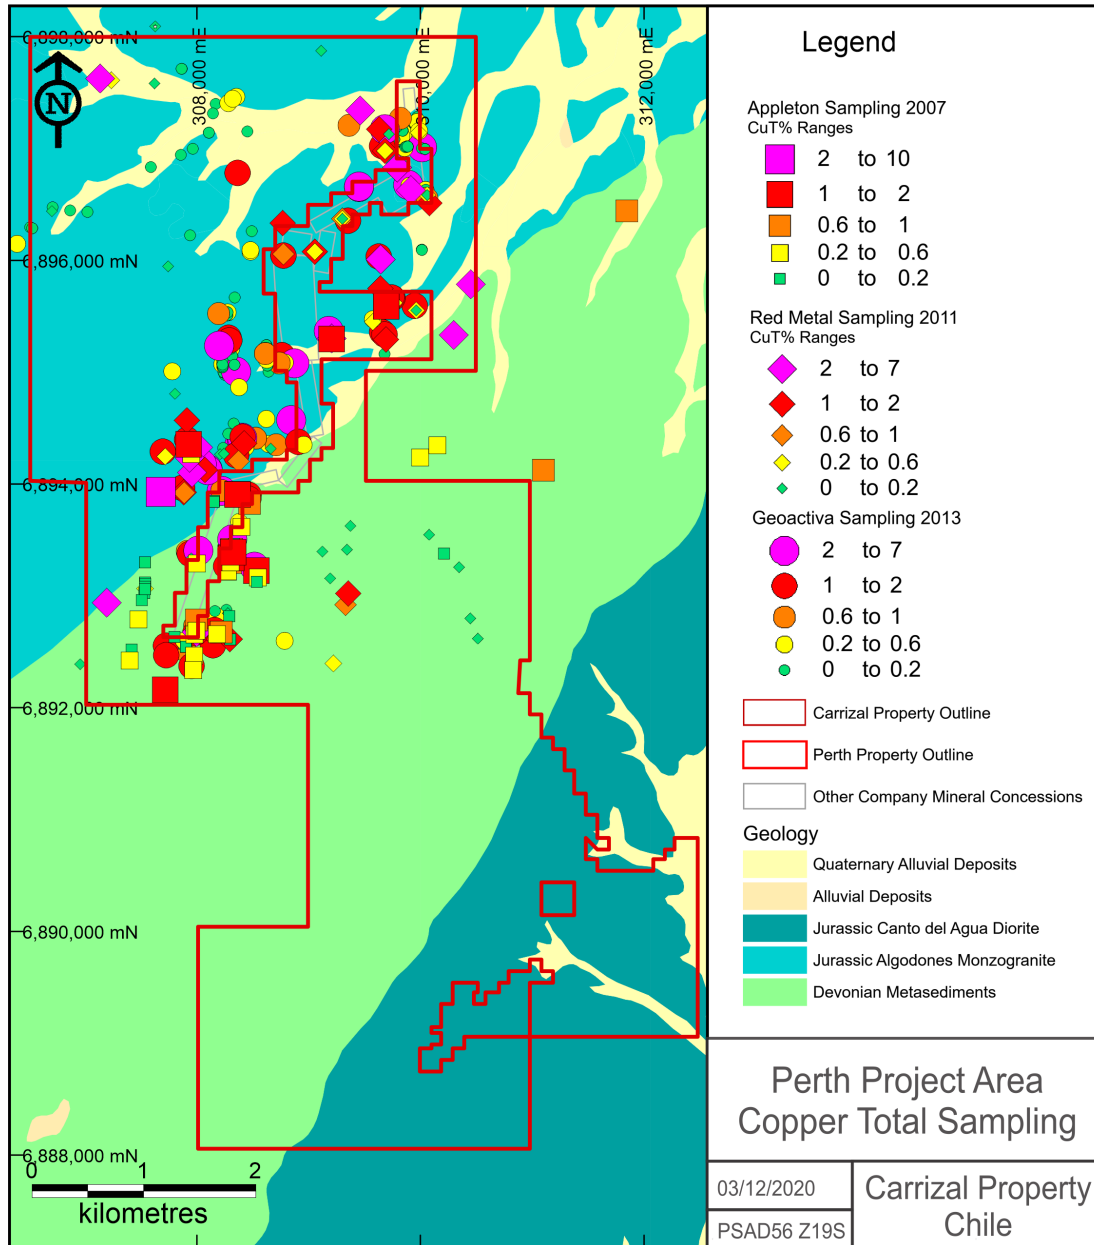 6,898,000 mN
308,000 mE
310,000 mE
312,000 mE
N
6,896,000 mN
6,894,000 mN
6,892,000 mN
6,890,000 mN
6,888,000 mN
0 1 2
kilometres
Legend
Appleton Sampling 2007
CuT% Ranges
2 to 10
1 to 2
0.6 to 1
0.2 to 0.6
0 to 0.2
Red Metal Sampling 2011
CuT% Ranges
2 to 7
1 to 2
0.6 to 1
0.2 to 0.6
0 to 0.2
Geoactiva Sampling 2013
2 to 7
1 to 2
0.6 to 1
0.2 to 0.6
0 to 0.2
Carrizal Property Outline
Perth Property Outline
Other Company Mineral Concessions
Geology
Quaternary Alluvial Deposits
Alluvial Deposits
Jurassic Canto del Agua Diorite
Jurassic Algodones Monzogranite
Devonian Metasediments
Perth Project Area
Copper Total Sampling
03/12/2020
PSAD56 Z19S
Carrizal Property
Chile